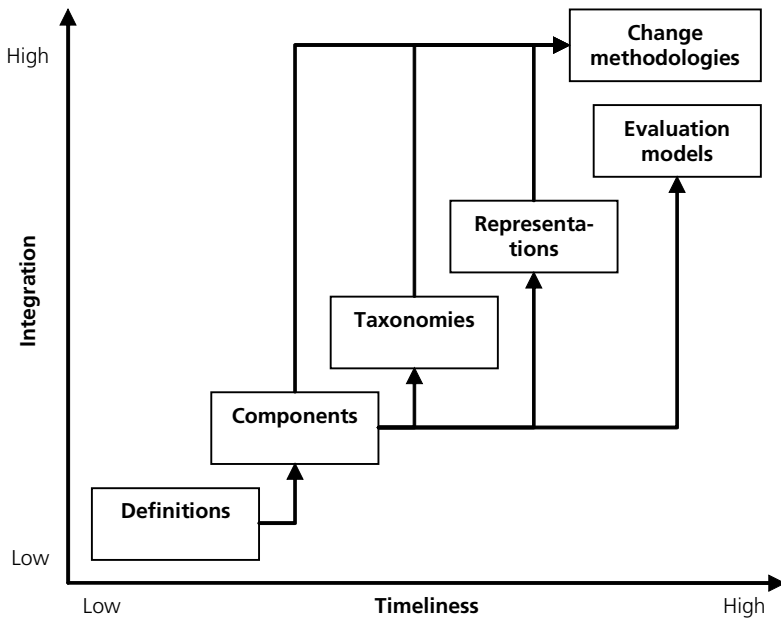 High
Change
methodologies
Evaluation
models
Representa-
tions
Integration
Taxonomies
Components
Definitions
Low
Low
Timeliness
High